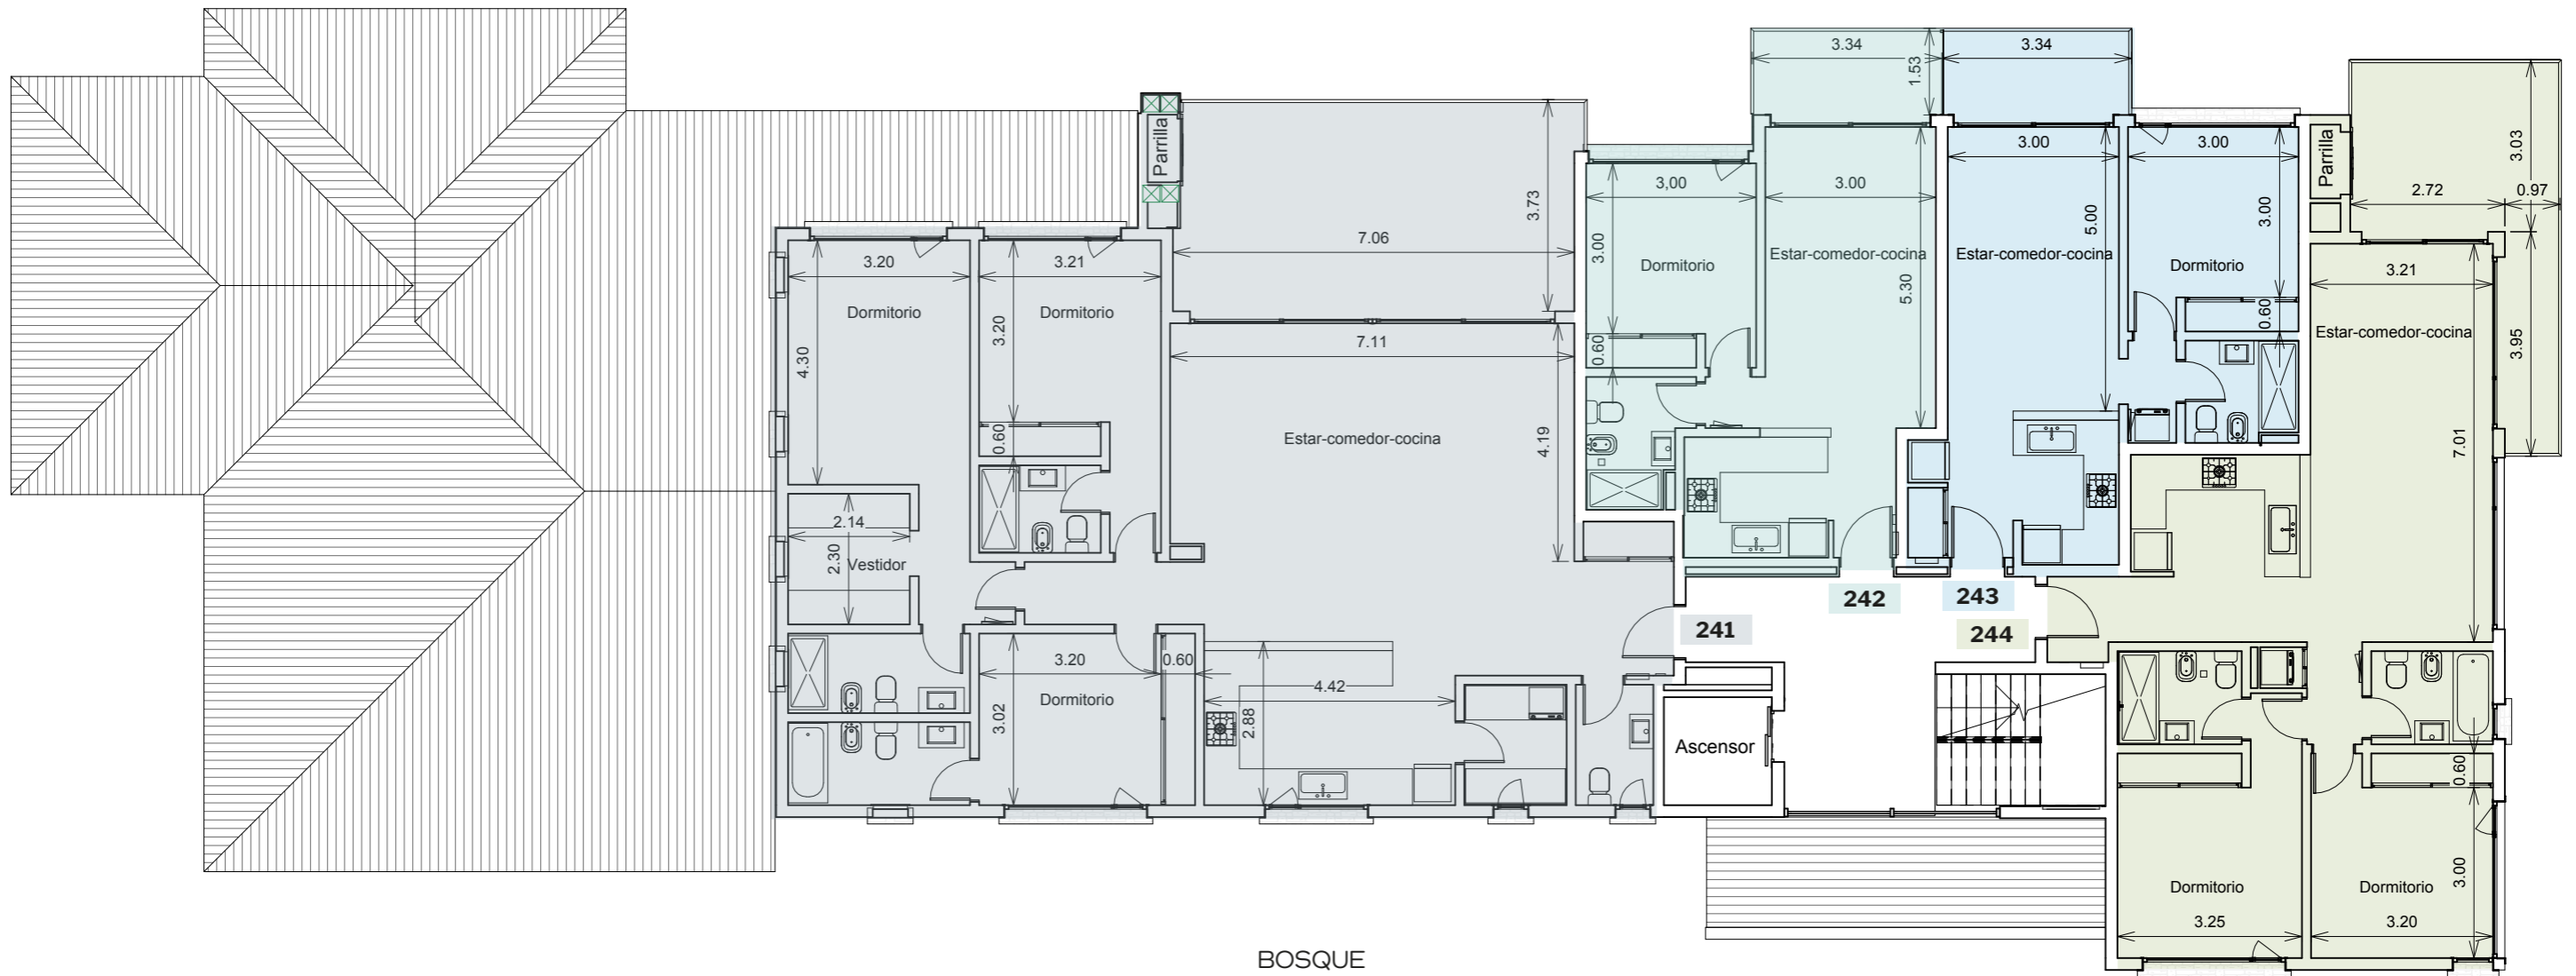 3.34
3.34
1.53
Parrilla
7.06
3.73
3.00
3.00
Parrilla
3.03
2.72
0.97
3,00
3.00
3.00
Dormitorio
Estar-comedor-cocina
5.30
0.60
Estar-comedor-cocina
5.00
Dormitorio
3.00
0.60
3.21
Estar-comedor-cocina
3.95
7.01
3.20
Dormitorio
4.30
3.21
Dormitorio
3.20
0.60
7.11
Estar-comedor-cocina
4.19
2.14
2.30
Vestidor
242
243
241
244
3.20
0.60
Dormitorio
3.02
4.42
2.88
Ascensor
0.60
Dormitorio
3.25
Dormitorio
3.00
3.20
BOSQUE